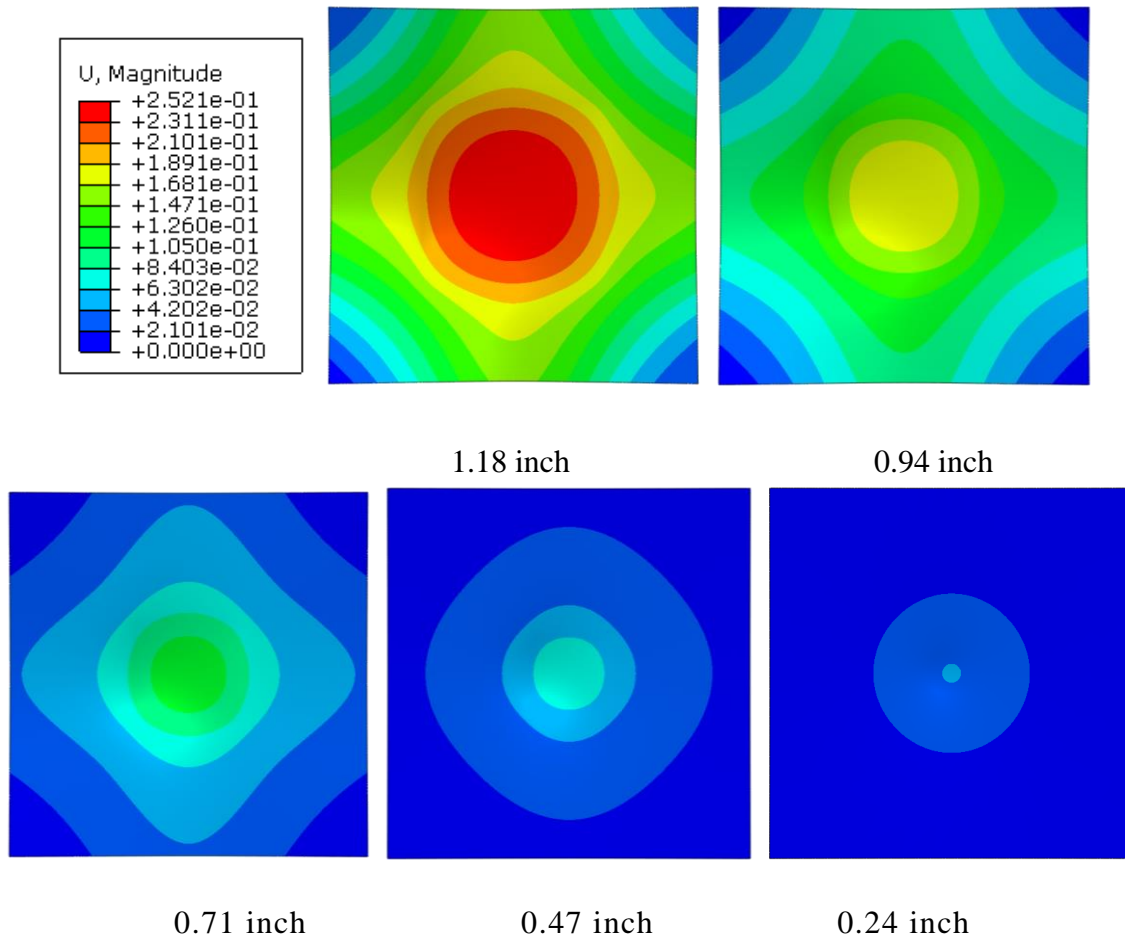 U, Magnitude
+2.521e-01
+2.311e-01
+2.101e-01
+1.891e-01
+1.681e-01
+1.471e-01
+1.260e-01
+1.050e-01
+8.403e-02
+6.302e-02
+4.202e-02
+2.101e-02
+0.000e+00
1.18 inch
0.94 inch
0.71 inch
0.47 inch
0.24 inch